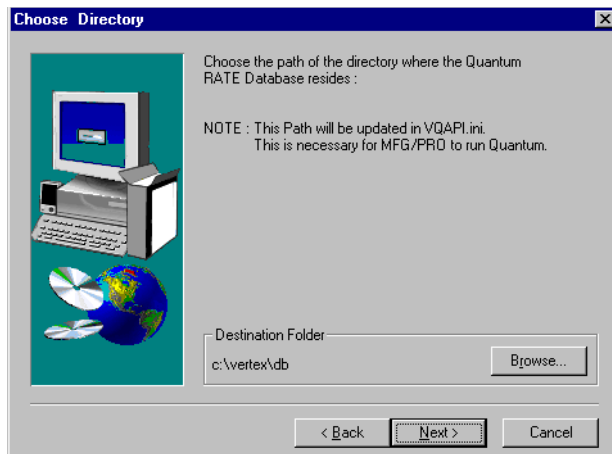 Choose Directory
Choose the path of the directory where the Quantum
RATE Database resides :
NOTE : This Path will be updated in VQAPI.ini.
This is necessary for MFG/PRO to run Quantum.
Destination Folder
c:\vertex\db
Browse...
< Back
Next >
Cancel